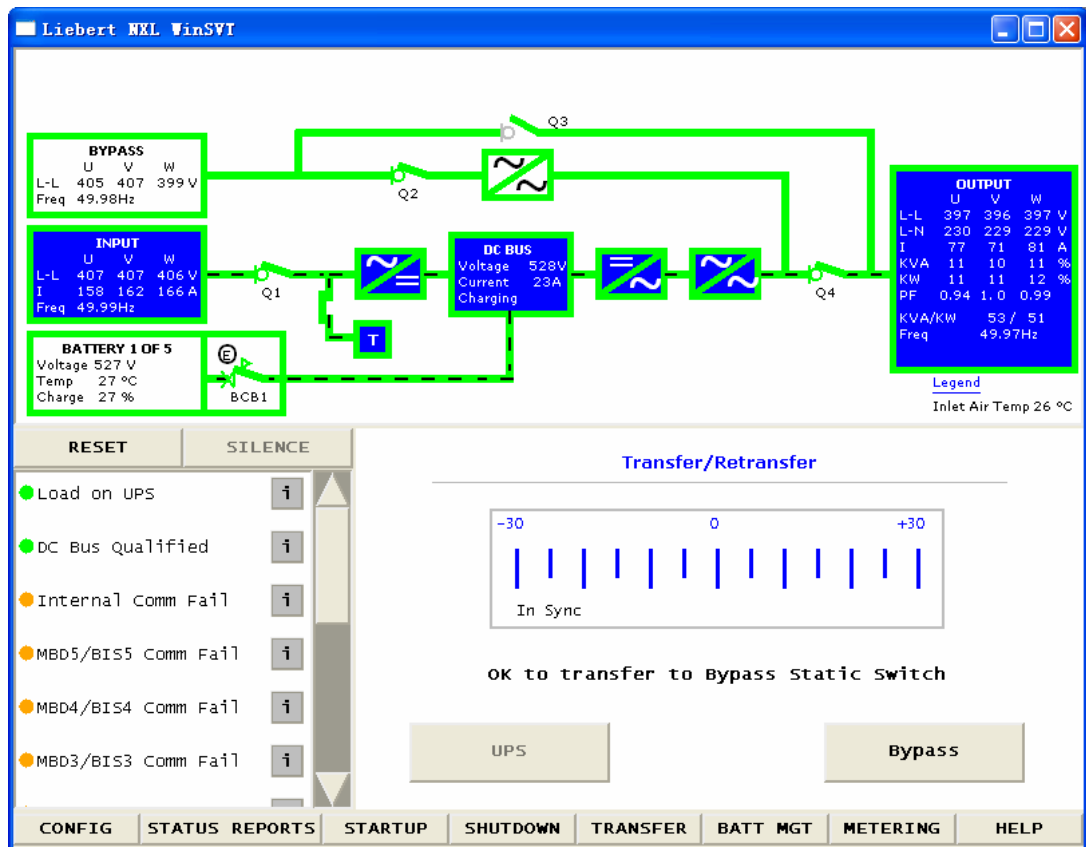 Liebert NXL WinSVT
BYPASS
U V W
L-L 405 407 399 V
Freq 49.98Hz
Q3
Q2
INPUT
U V W
L-L 407 407 406 V
I 158 162 166 A
Freq 49.99Hz
Q1
T
DC BUS
Voltage 528V
Current 23A
Charging
Q4
OUTPUT
U V W
L-L 397 396 397 V
L-N 230 229 229 V
I 77 71 81 A
KVA 11 10 11 %
KW 11 11 12 %
PF 0.94 1.0 0.99
KVA/KW 53 / 51
Freq 49.97Hz
BATTERY 1 OF 5
Voltage 527 V
Temp 27 °C
Charge 27 %
E
BCB1
Legend
Inlet Air Temp 26 °C
RESET SILENCE
Load on UPS i
DC Bus Qualified i
Internal Comm Fail i
MBD5/BIS5 Comm Fail i
MBD4/BIS4 Comm Fail i
MBD3/BIS3 Comm Fail i
Transfer/Retransfer
-30 0 +30
In Sync
OK to transfer to Bypass Static Switch
UPS Bypass
CONFIG STATUS REPORTS STARTUP SHUTDOWN TRANSFER BATT MGT METERING HELP